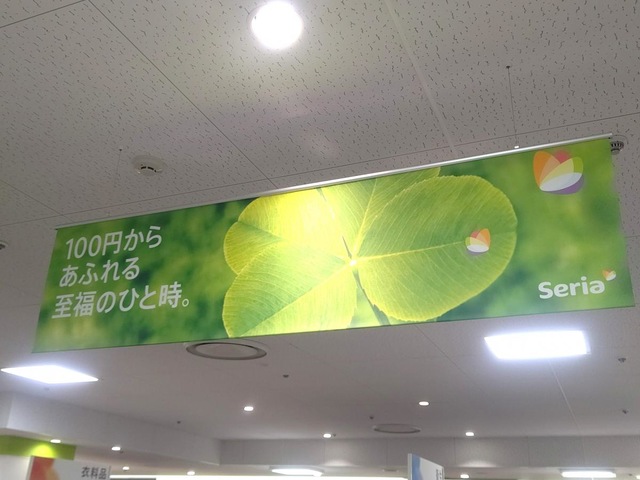 100円から
あふれる
至福のひと時。
Seria
衣料品